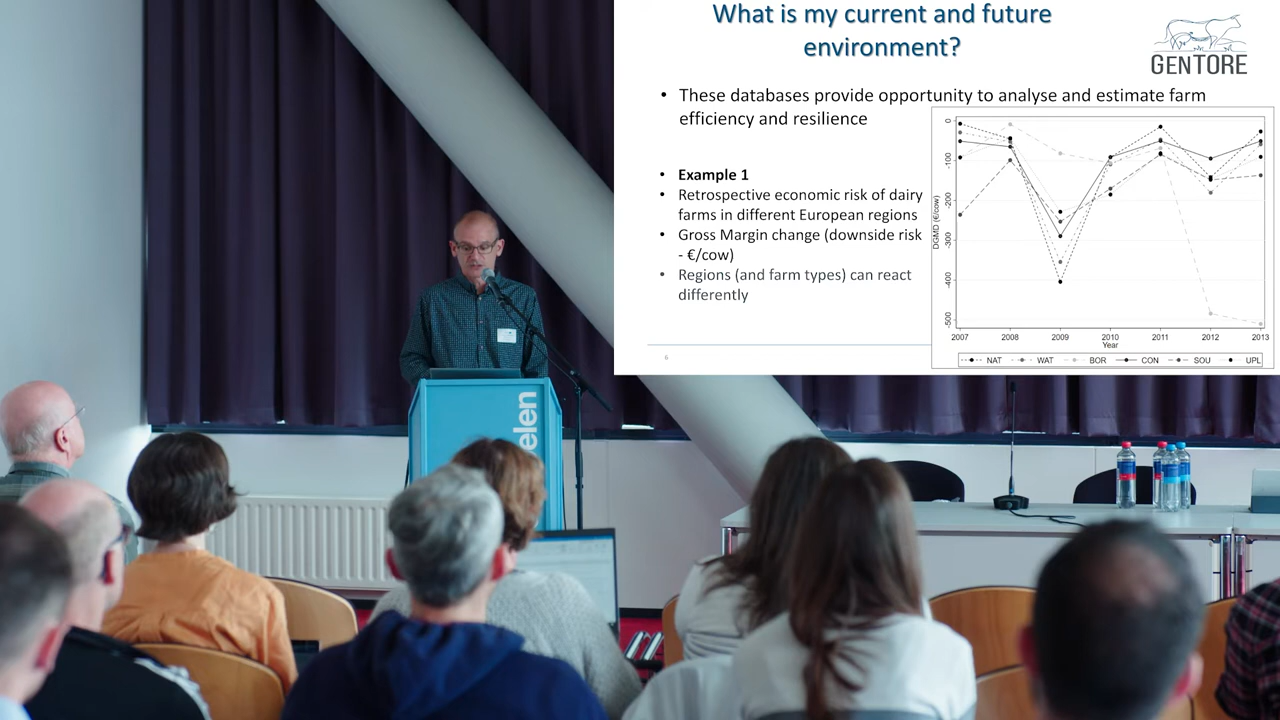 What is my current and future
environment?
GENTORE
• These databases provide opportunity to analyse and estimate farm
efficiency and resilience
• Example 1
• Retrospective economic risk of dairy
farms in different European regions
• Gross Margin change (downside risk
- €/cow)
• Regions (and farm types) can react
differently
6
DGMD (€/cow)
0
-100
-200
-300
-400
-500
2007 2008 2009 2010 2011 2012 2013
Year
NAT WAT BOR CON SOU UPL
elen